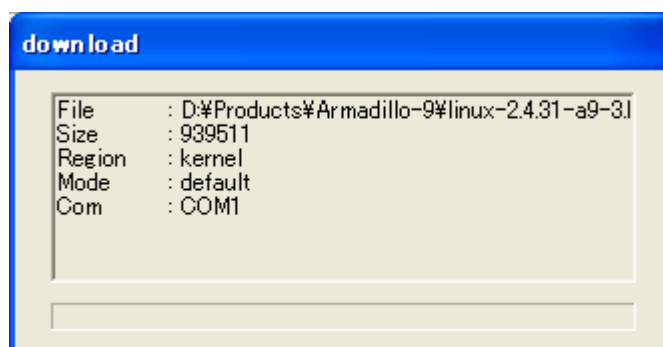 download
File : D:¥Products¥Armadillo-9¥linux-2.4.31-a9-3.
Size : 939511
Region : kernel
Mode : default
Com : COM1